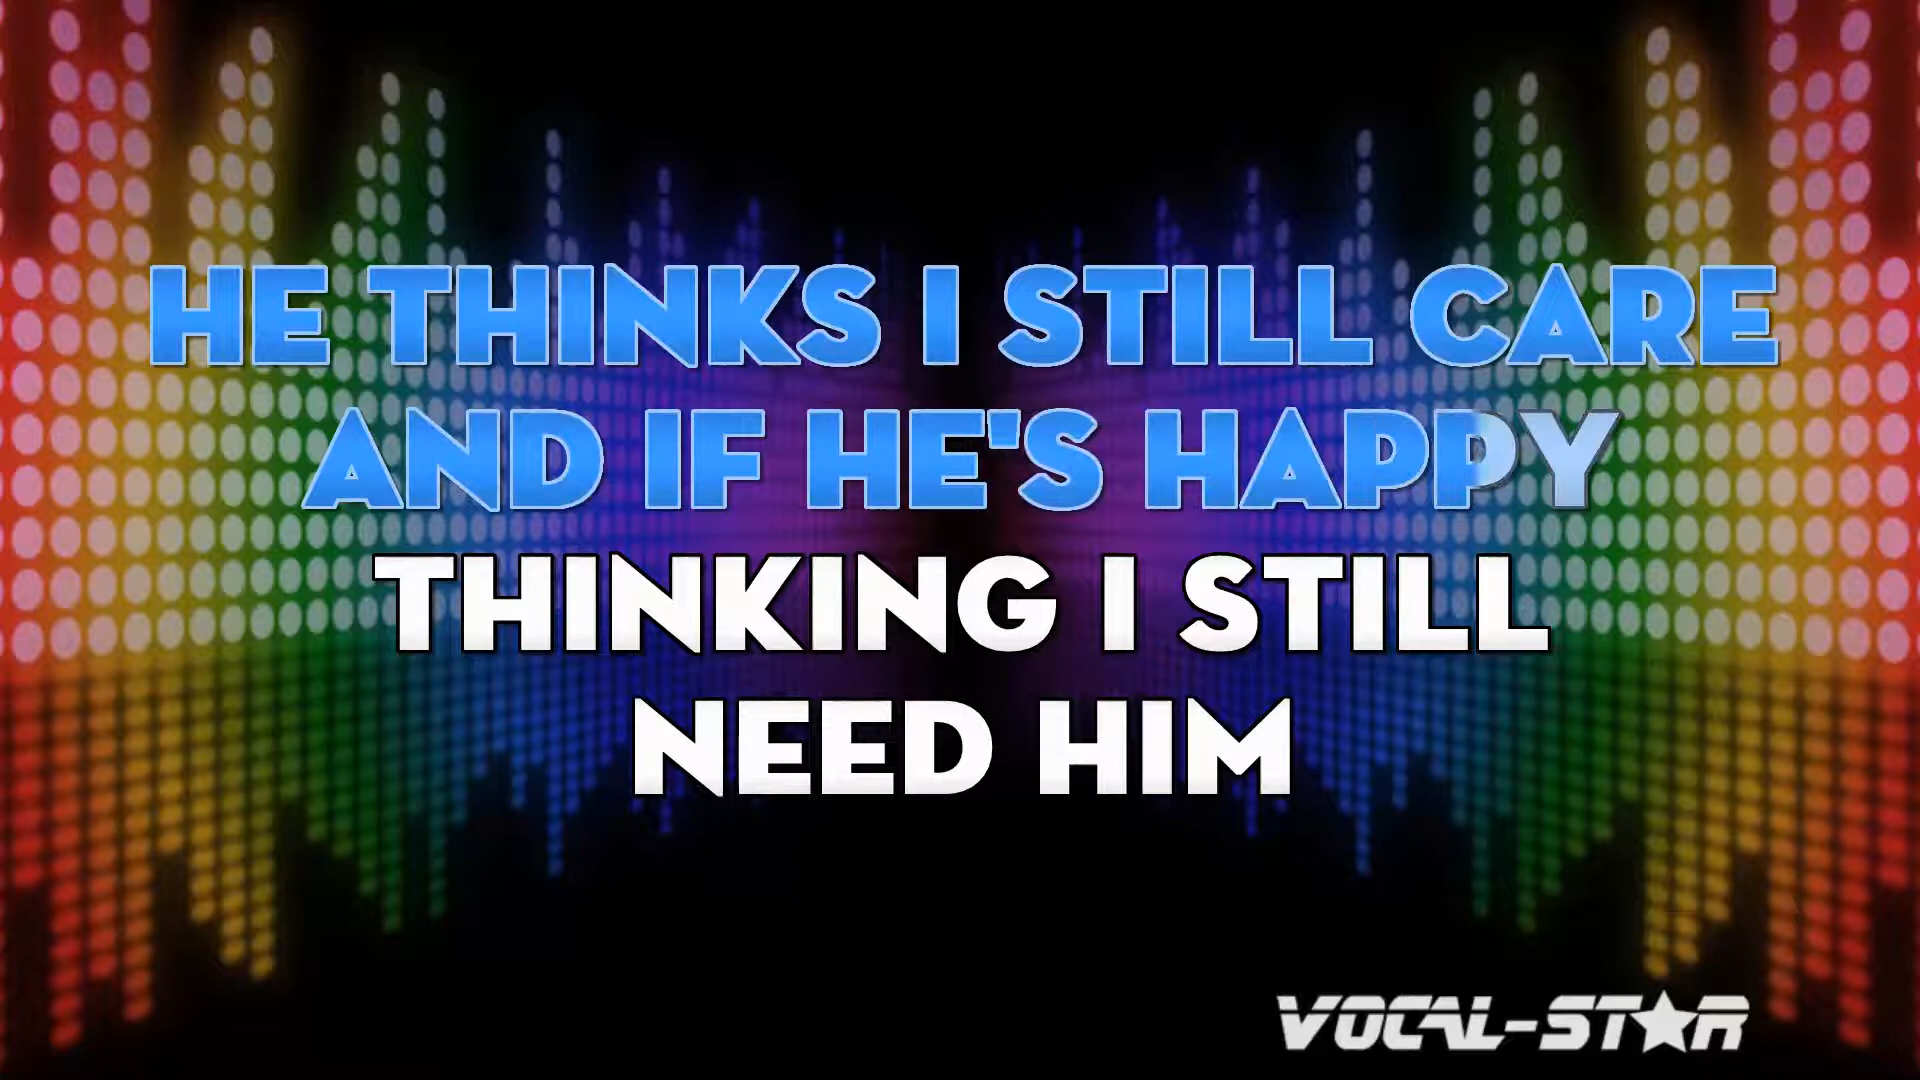 HE THINKS I STILL CARE
AND IF HE'S HAPPY
THINKING I STILL
NEED HIM
VOCAL-STAR